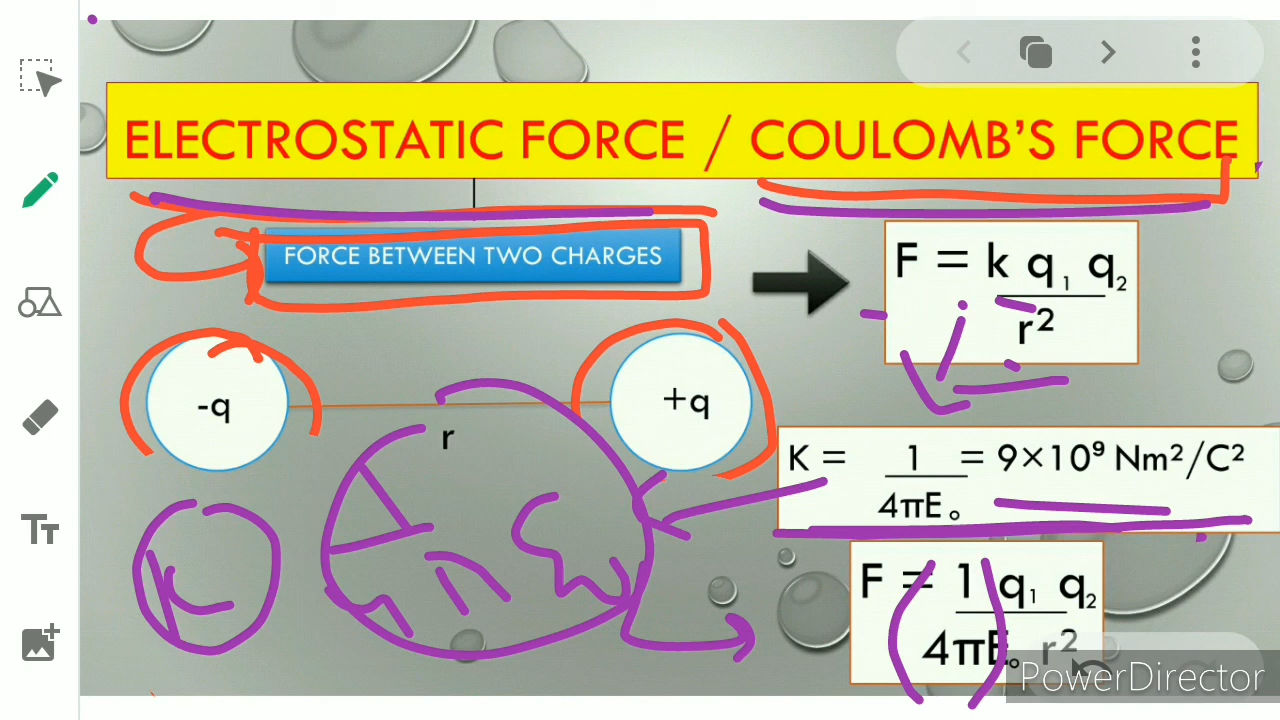 ELECTROSTATIC FORCE / COULOMB'S FORCE
FORCE BETWEEN TWO CHARGES
F = k q₁ q₂
r²
-q
+q
r
K = 1 = 9×10⁹ Nm²/C²
4πE₀
K
F = 1 q₁ q₂
4πE₀ r²
PowerDirector
Tт